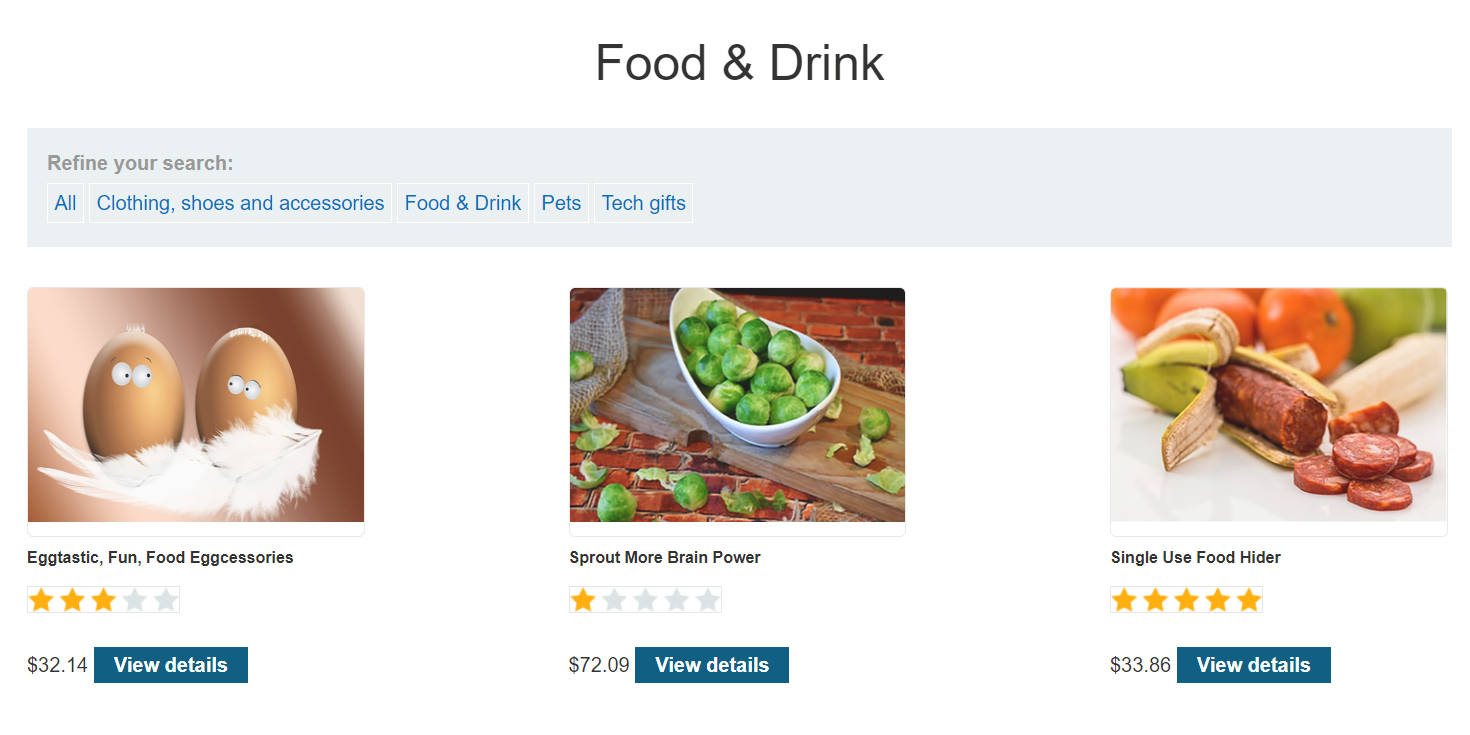 Food & Drink
Refine your search:
All Clothing, shoes and accessories Food & Drink Pets Tech gifts
Eggtastic, Fun, Food Eggcessories
Sprout More Brain Power
Single Use Food Hider
$32.14 View details
$72.09 View details
$33.86 View details